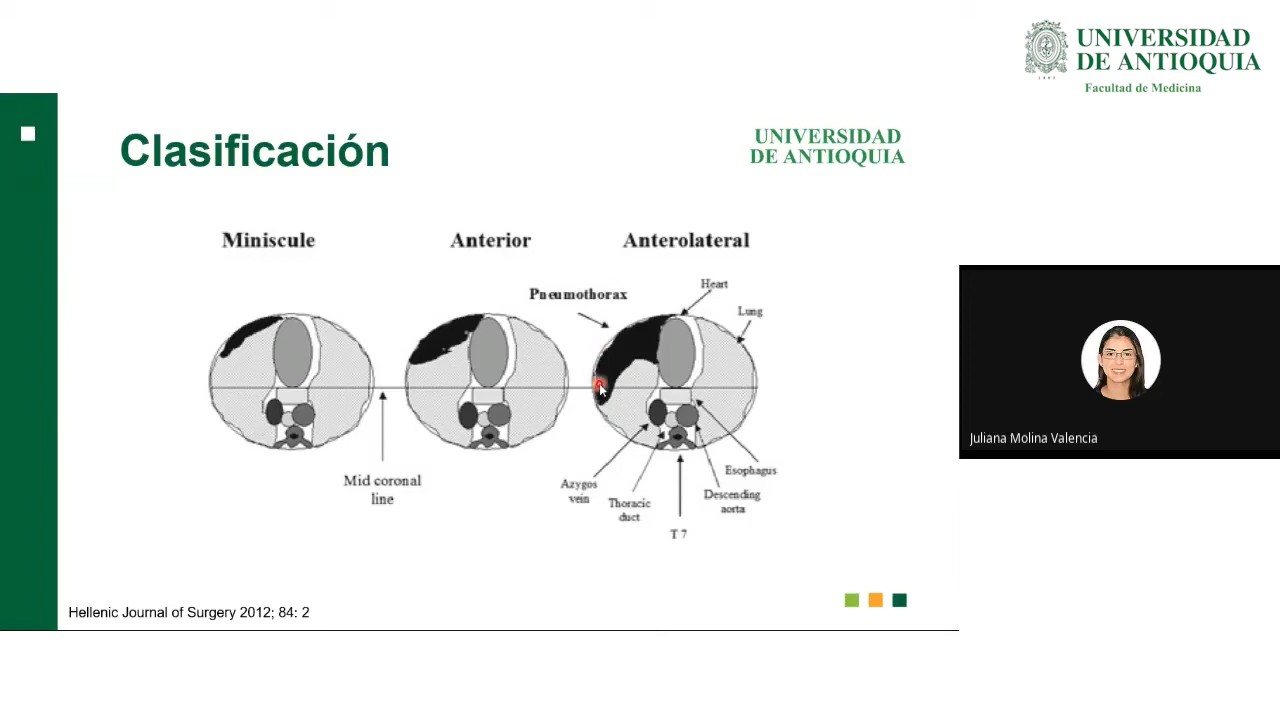 UNIVERSIDAD
DE ANTIOQUIA
1803
Facultad de Medicina
Clasificación
UNIVERSIDAD
DE ANTIOQUIA
Miniscule
Anterior
Anterolateral
Pneumothorax
Heart
Lung
Mid coronal
line
Azygos
vein
Thoracic
duct
Esophagus
Descending
aorta
T 7
Hellenic Journal of Surgery 2012; 84: 2
Juliana Molina Valencia